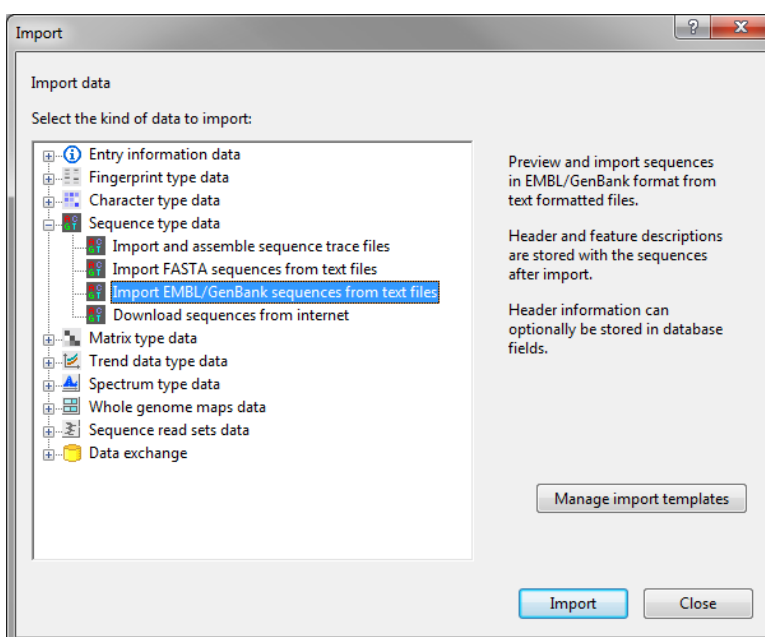 Import
Import data
Select the kind of data to import:
Entry information data
Fingerprint type data
Character type data
Sequence type data
Import and assemble sequence trace files
Import FASTA sequences from text files
Import EMBL/GenBank sequences from text files
Download sequences from internet
Matrix type data
Trend data type data
Spectrum type data
Whole genome maps data
Sequence read sets data
Data exchange
Preview and import sequences
in EMBL/GenBank format from
text formatted files.
Header and feature descriptions
are stored with the sequences
after import.
Header information can
optionally be stored in database
fields.
Manage import templates
Import
Close